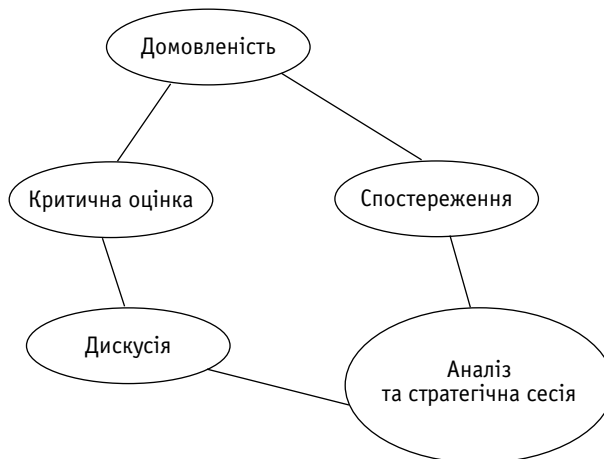 Домовленість
Критична оцінка
Спостереження
Дискусія
Аналіз
та стратегічна сесія